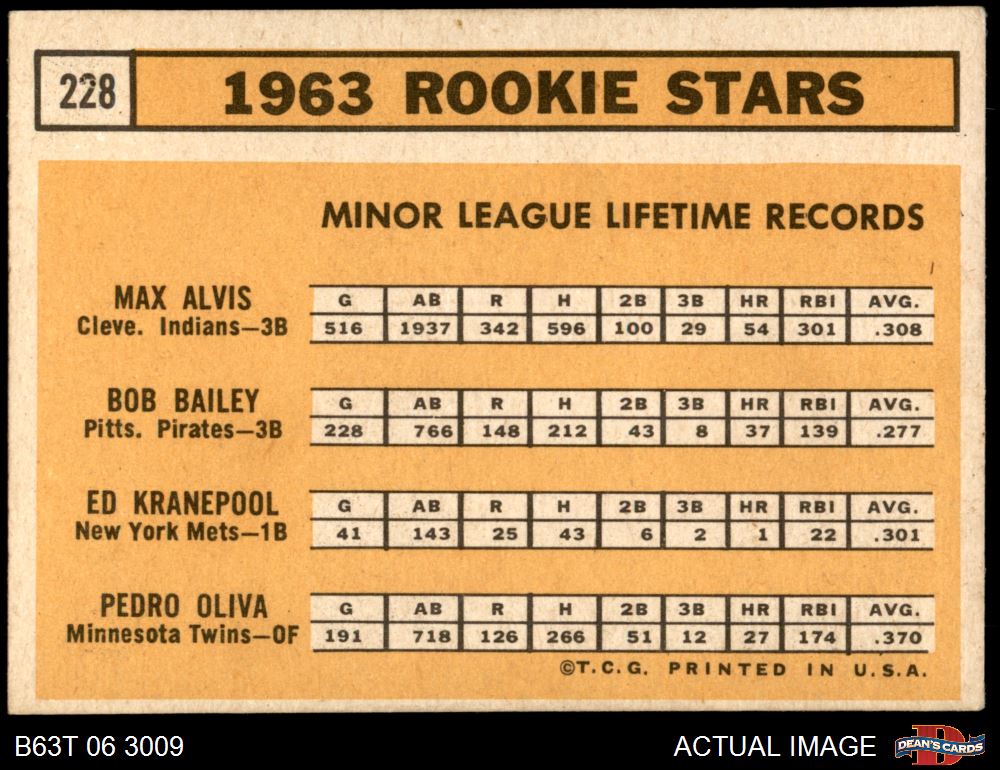 228 1963 ROOKIE STARS
MINOR LEAGUE LIFETIME RECORDS
MAX ALVIS G AB R H 2B 3B HR RBI AVG.
Cleve. Indians—3B 516 1937 342 596 100 29 54 301 .308
BOB BAILEY G AB R H 2B 3B HR RBI AVG.
Pitts. Pirates—3B 228 766 148 212 43 8 37 139 .277
ED KRANEPOOL G AB R H 2B 3B HR RBI AVG.
New York Mets—1B 41 143 25 43 6 2 1 22 .301
PEDRO OLIVA G AB R H 2B 3B HR RBI AVG.
Minnesota Twins—OF 191 718 126 266 51 12 27 174 .370
©T.C.G. PRINTED IN U.S.A.
B63T 06 3009 ACTUAL IMAGE D DEAN'S CARDS